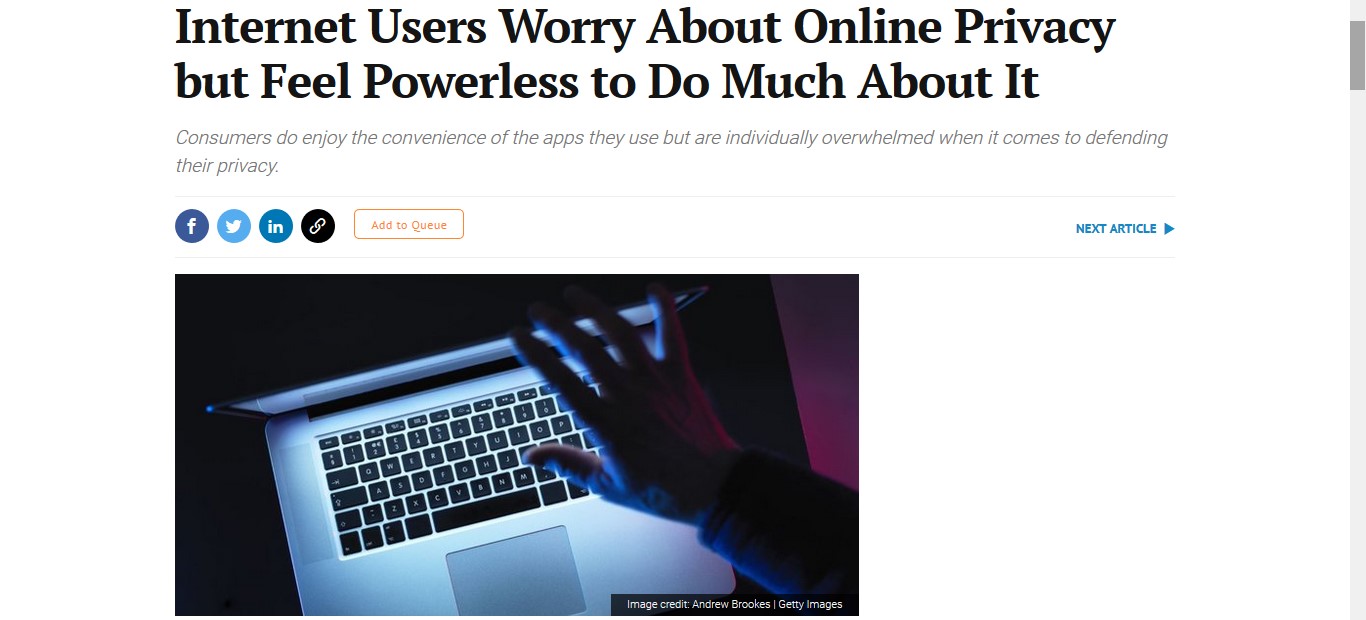 Internet Users Worry About Online Privacy
but Feel Powerless to Do Much About It
Consumers do enjoy the convenience of the apps they use but are individually overwhelmed when it comes to defending
their privacy.
f
in
Add to Queue
NEXT ARTICLE
Q W E R T Y U I O P
A S D F G H J
Z X C V B N M
Image credit: Andrew Brookes | Getty Images